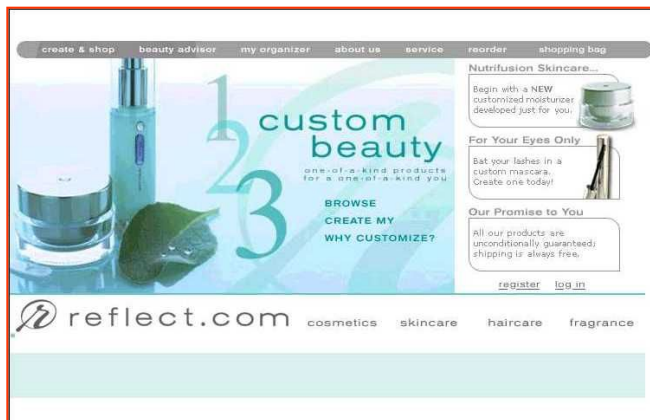 create & shop beauty advisor my organizer about us service reorder shopping bag
1
2
3
custom
beauty
one-of-a-kind products
for a one-of-a-kind you
BROWSE
CREATE MY
WHY CUSTOMIZE?
Nutrifusion Skincare...
Begin with a NEW
customized moisturizer
developed just for you.
For Your Eyes Only
Bat your lashes in a
custom mascara.
Create one today!
Our Promise to You
All our products are
unconditionally guaranteed;
shipping is always free.
register log in
reflect.com cosmetics skincare haircare fragrance